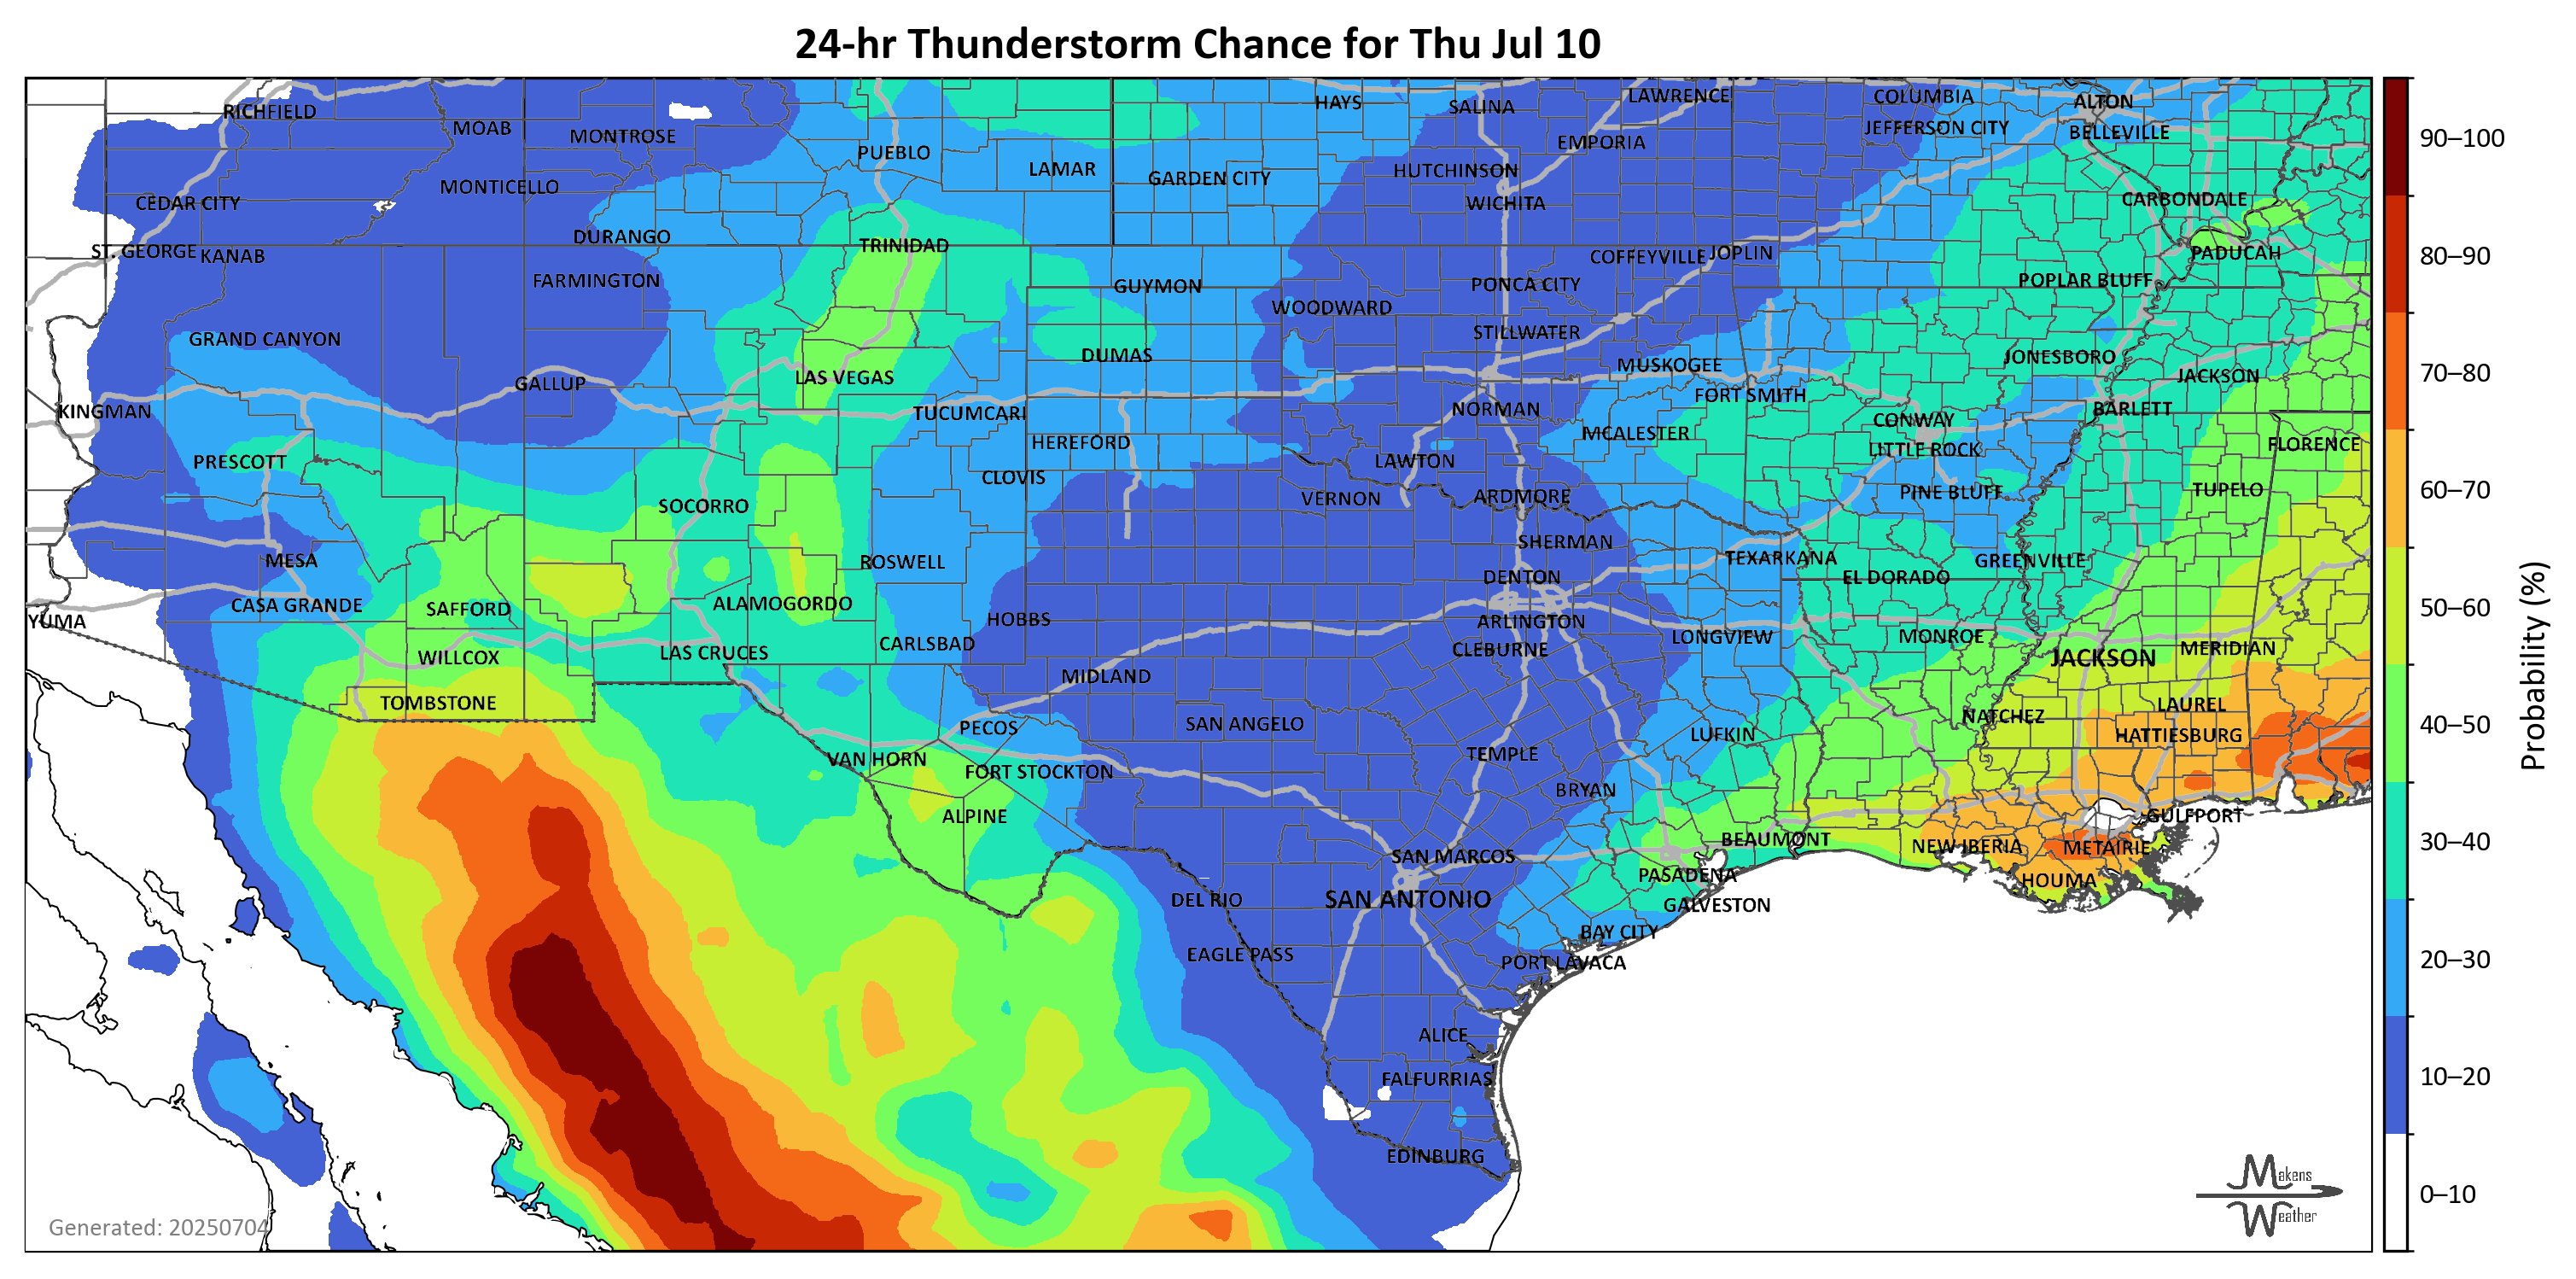 24-hr Thunderstorm Chance for Thu Jul 10
RICHFIELD
MOAB
MONTROSE
PUEBLO
LAMAR
HAYS
SALINA
LAWRENCE
COLUMBIA
ALTON
JEFFERSON CITY
BELLEVILLE
EMPORIA
HUTCHINSON
GARDEN CITY
MONTICELLO
CEDAR CITY
WICHITA
CARBONDALE
DURANGO
TRINIDAD
ST. GEORGE
KANAB
COFFEYVILLE
JOPLIN
PADUCAH
FARMINGTON
GUYMON
PONCA CITY
POPLAR BLUFF
WOODWARD
STILLWATER
GRAND CANYON
DUMAS
JONESBORO
MUSKOGEE
GALLUP
LAS VEGAS
JACKSON
FORT SMITH
KINGMAN
TUCUMCARI
NORMAN
BARLETT
CONWAY
HEREFORD
MCALESTER
FLORENCE
LITTLE ROCK
PRESCOTT
LAWTON
CLOVIS
VERNON
ARDMORE
PINE BLUFF
TUPELO
SOCORRO
SHERMAN
MESA
ROSWELL
TEXARKANA
GREENVILLE
DENTON
EL DORADO
CASA GRANDE
SAFFORD
ALAMOGORDO
YUMA
HOBBS
ARLINGTON
CARLSBAD
CLEBURNE
LONGVIEW
MONROE
MERIDIAN
WILLCOX
LAS CRUCES
JACKSON
MIDLAND
TOMBSTONE
LAUREL
NATCHEZ
PECOS
SAN ANGELO
LUFKIN
HATTIESBURG
VAN HORN
TEMPLE
FORT STOCKTON
BRYAN
ALPINE
GULFPORT
BEAUMONT
NEW IBERIA
METAIRIE
SAN MARCOS
PASADENA
HOUMA
DEL RIO
SAN ANTONIO
GALVESTON
BAY CITY
EAGLE PASS
PORT LAVACA
ALICE
FALFURRIAS
EDINBURG
Generated: 20250704
Makens
Weather
90–100
80–90
70–80
60–70
50–60
40–50
30–40
20–30
10–20
0–10
Probability (%)